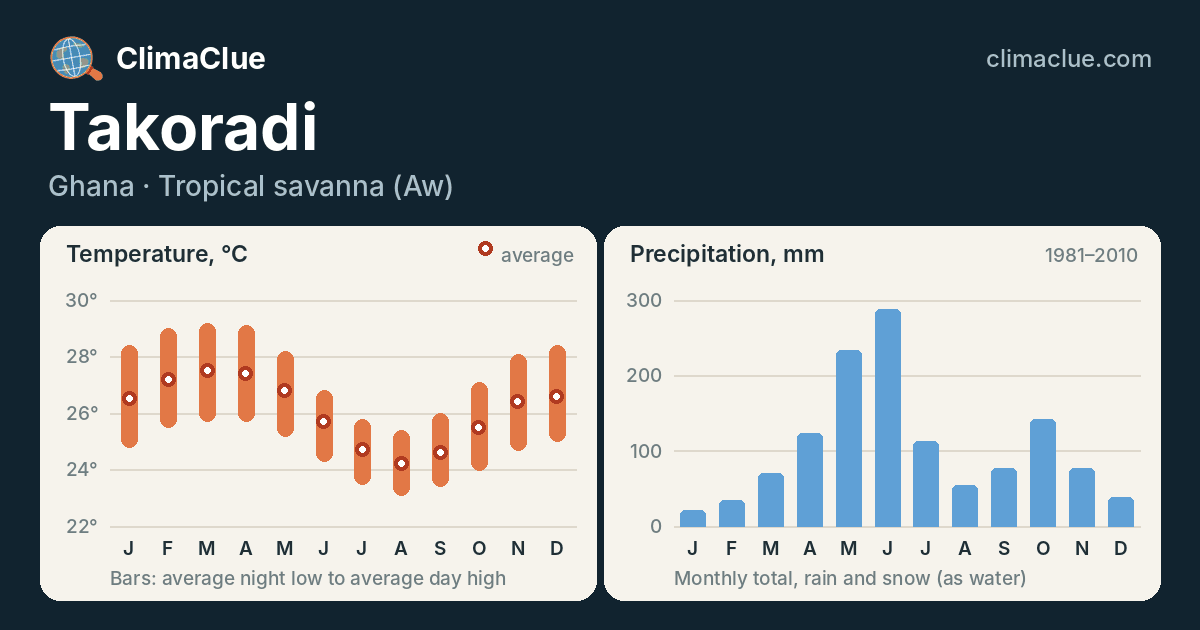 ClimaClue
climaclue.com
Takoradi
Ghana · Tropical savanna (Aw)
Temperature, °C
average
30°
28°
26°
24°
22°
J F M A M J J A S O N D
Bars: average night low to average day high
Precipitation, mm
1981–2010
300
200
100
0
J F M A M J J A S O N D
Monthly total, rain and snow (as water)